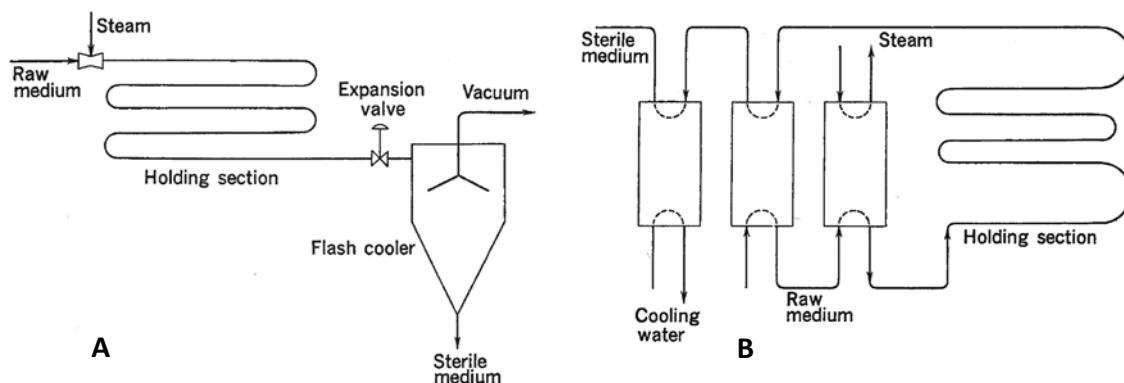 Steam
Raw
medium
Expansion
valve
Vacuum
Holding section
Flash cooler
Sterile
medium
A
Sterile
medium
Steam
Holding section
Raw
medium
Cooling
water
B